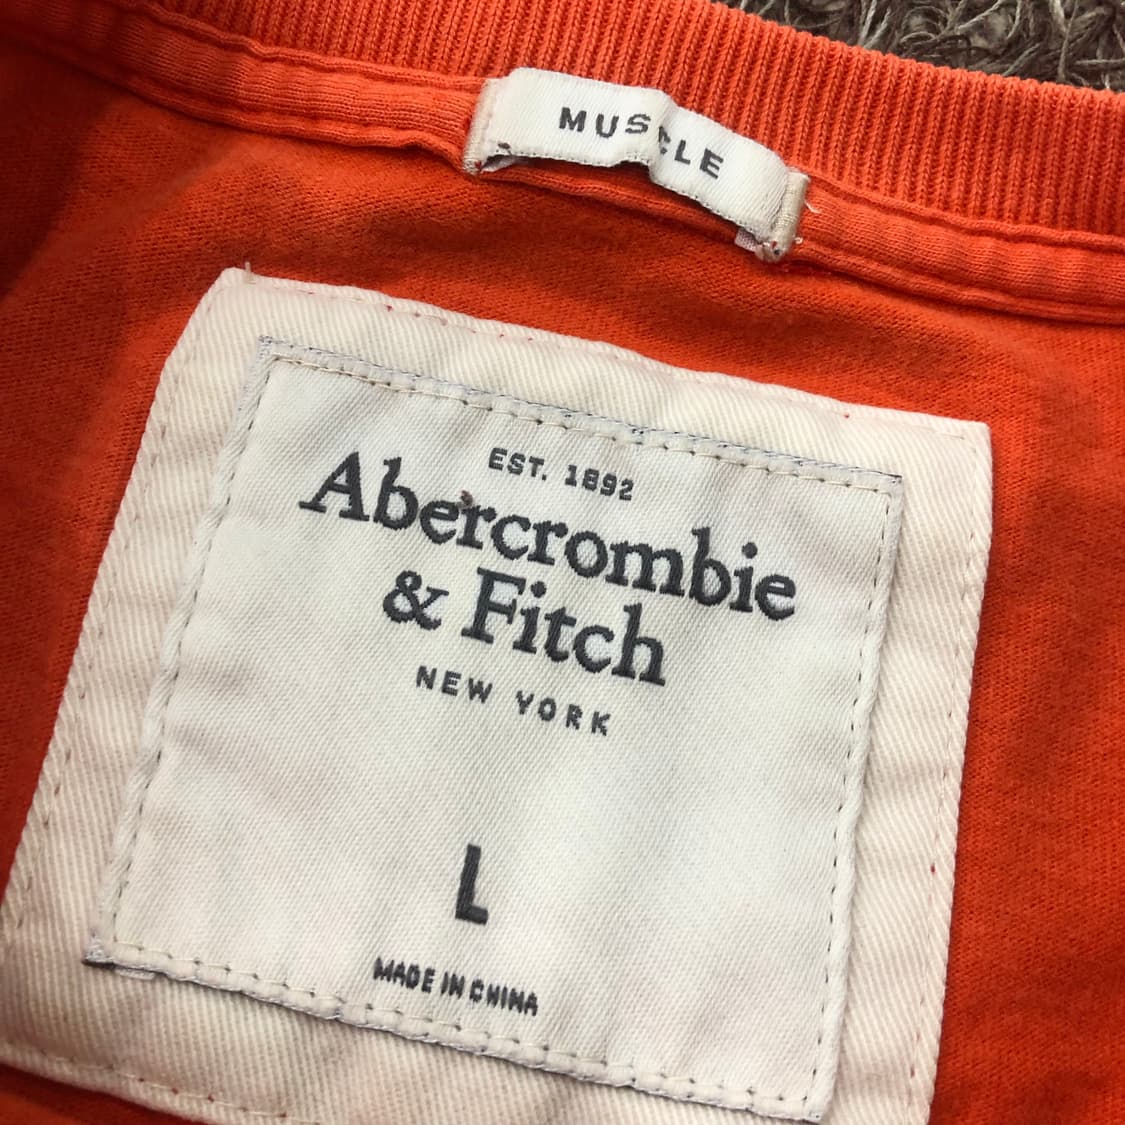 MUSCLE
EST. 1892
Abercrombie
& Fitch
NEW YORK
L
MADE IN CHINA